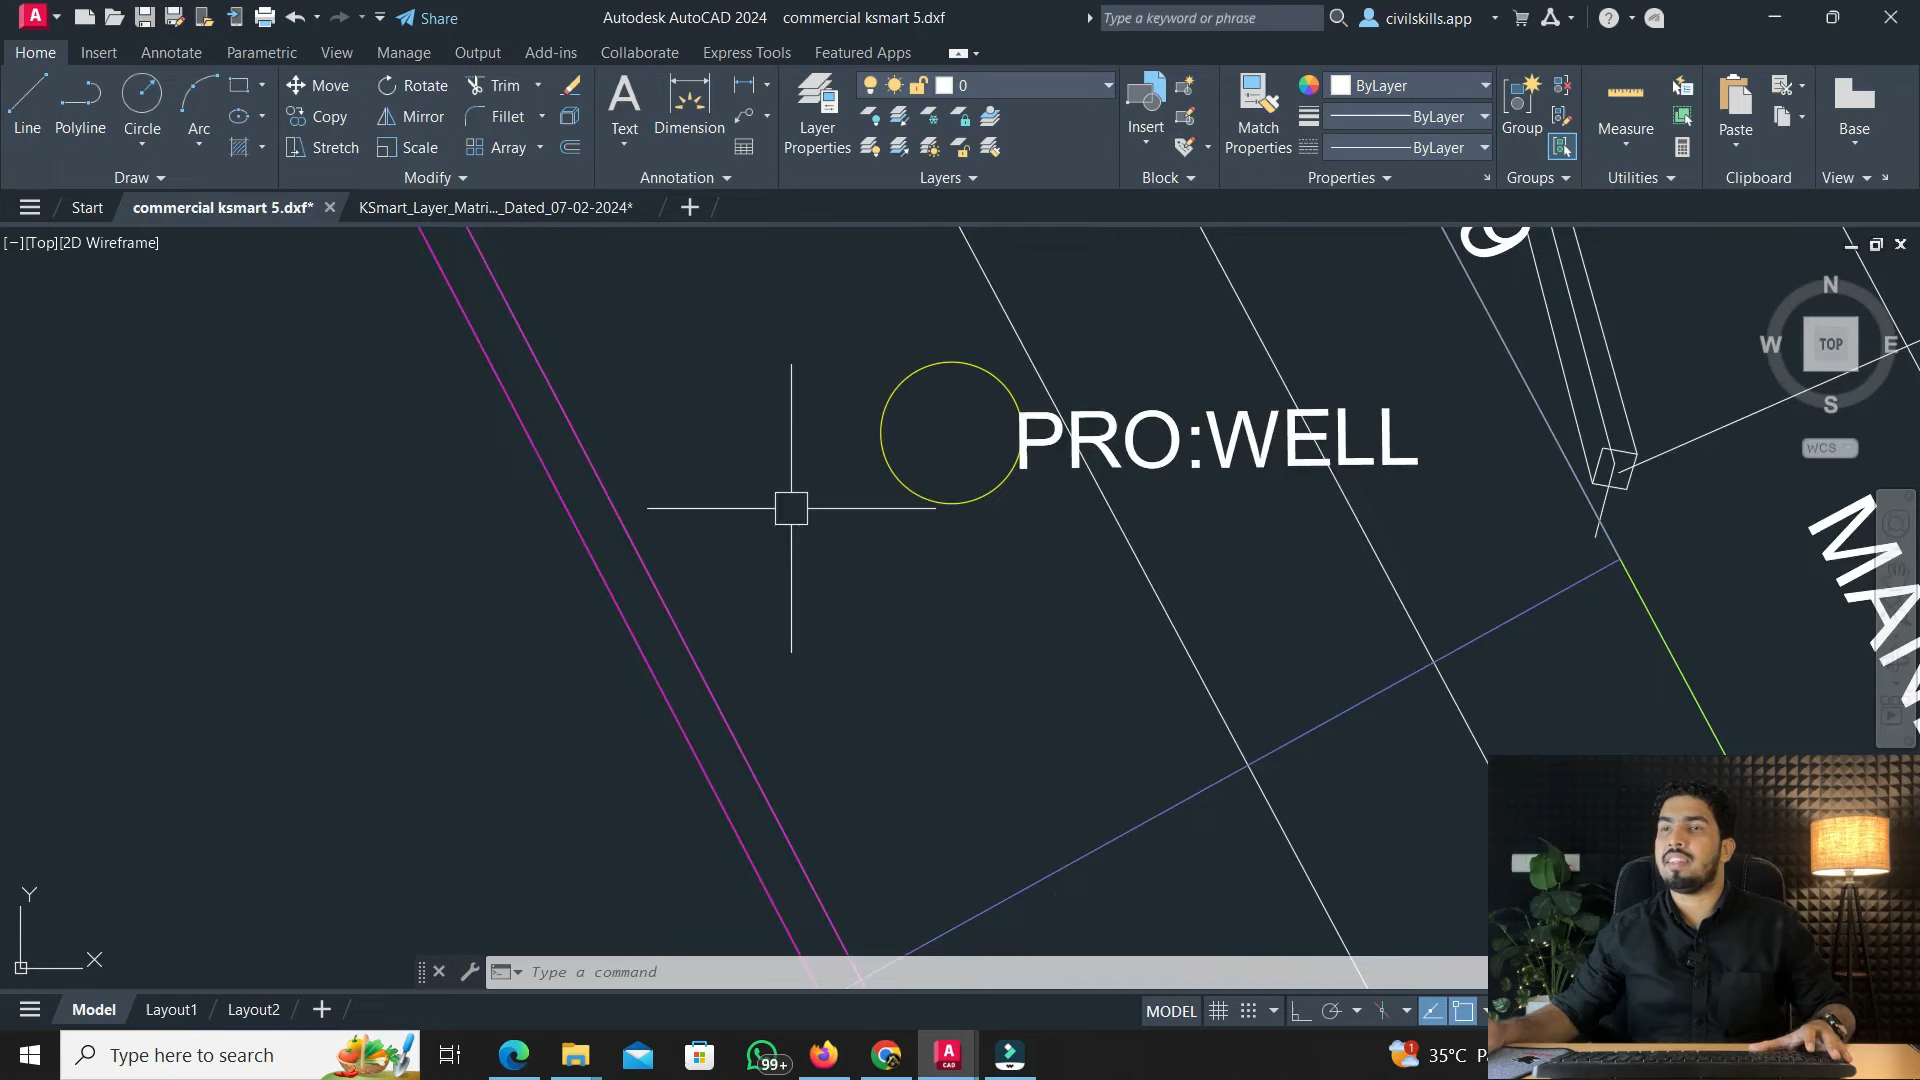 Share
Autodesk AutoCAD 2024 commercial ksmart 5.dxf
Type a keyword or phrase
civilskills.app
Home Insert Annotate Parametric View Manage Output Add-ins Collaborate Express Tools Featured Apps
Line Polyline Circle Arc
Move Rotate Trim
Copy Mirror Fillet
Stretch Scale Array
Text Dimension
Layer Properties
0
Insert
Match Properties
ByLayer
ByLayer
ByLayer
Group
Measure
Paste
Base
Draw Modify Annotation Layers Block Properties Groups Utilities Clipboard View
Start commercial ksmart 5.dxf* KSmart_Layer_Matri..._Dated_07-02-2024*
[−][Top][2D Wireframe]
N
W TOP E
S
WCS
PRO:WELL
Y
X
Type a command
Model Layout1 Layout2
MODEL
Type here to search
99+
CAD
1
35°C